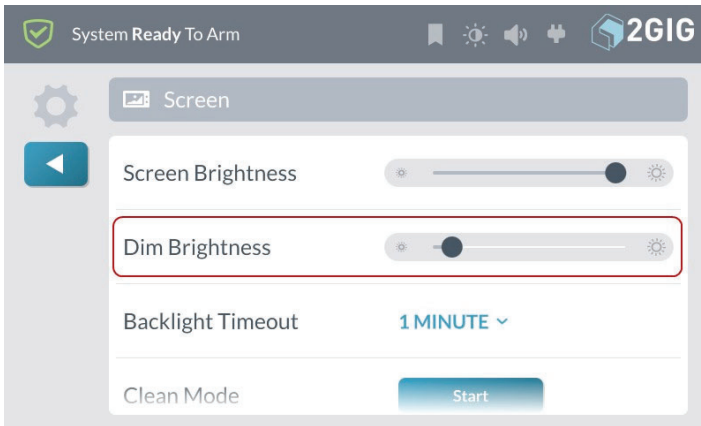 System Ready To Arm
2GIG
Screen
Screen Brightness
Dim Brightness
Backlight Timeout
1 MINUTE
Clean Mode
Start